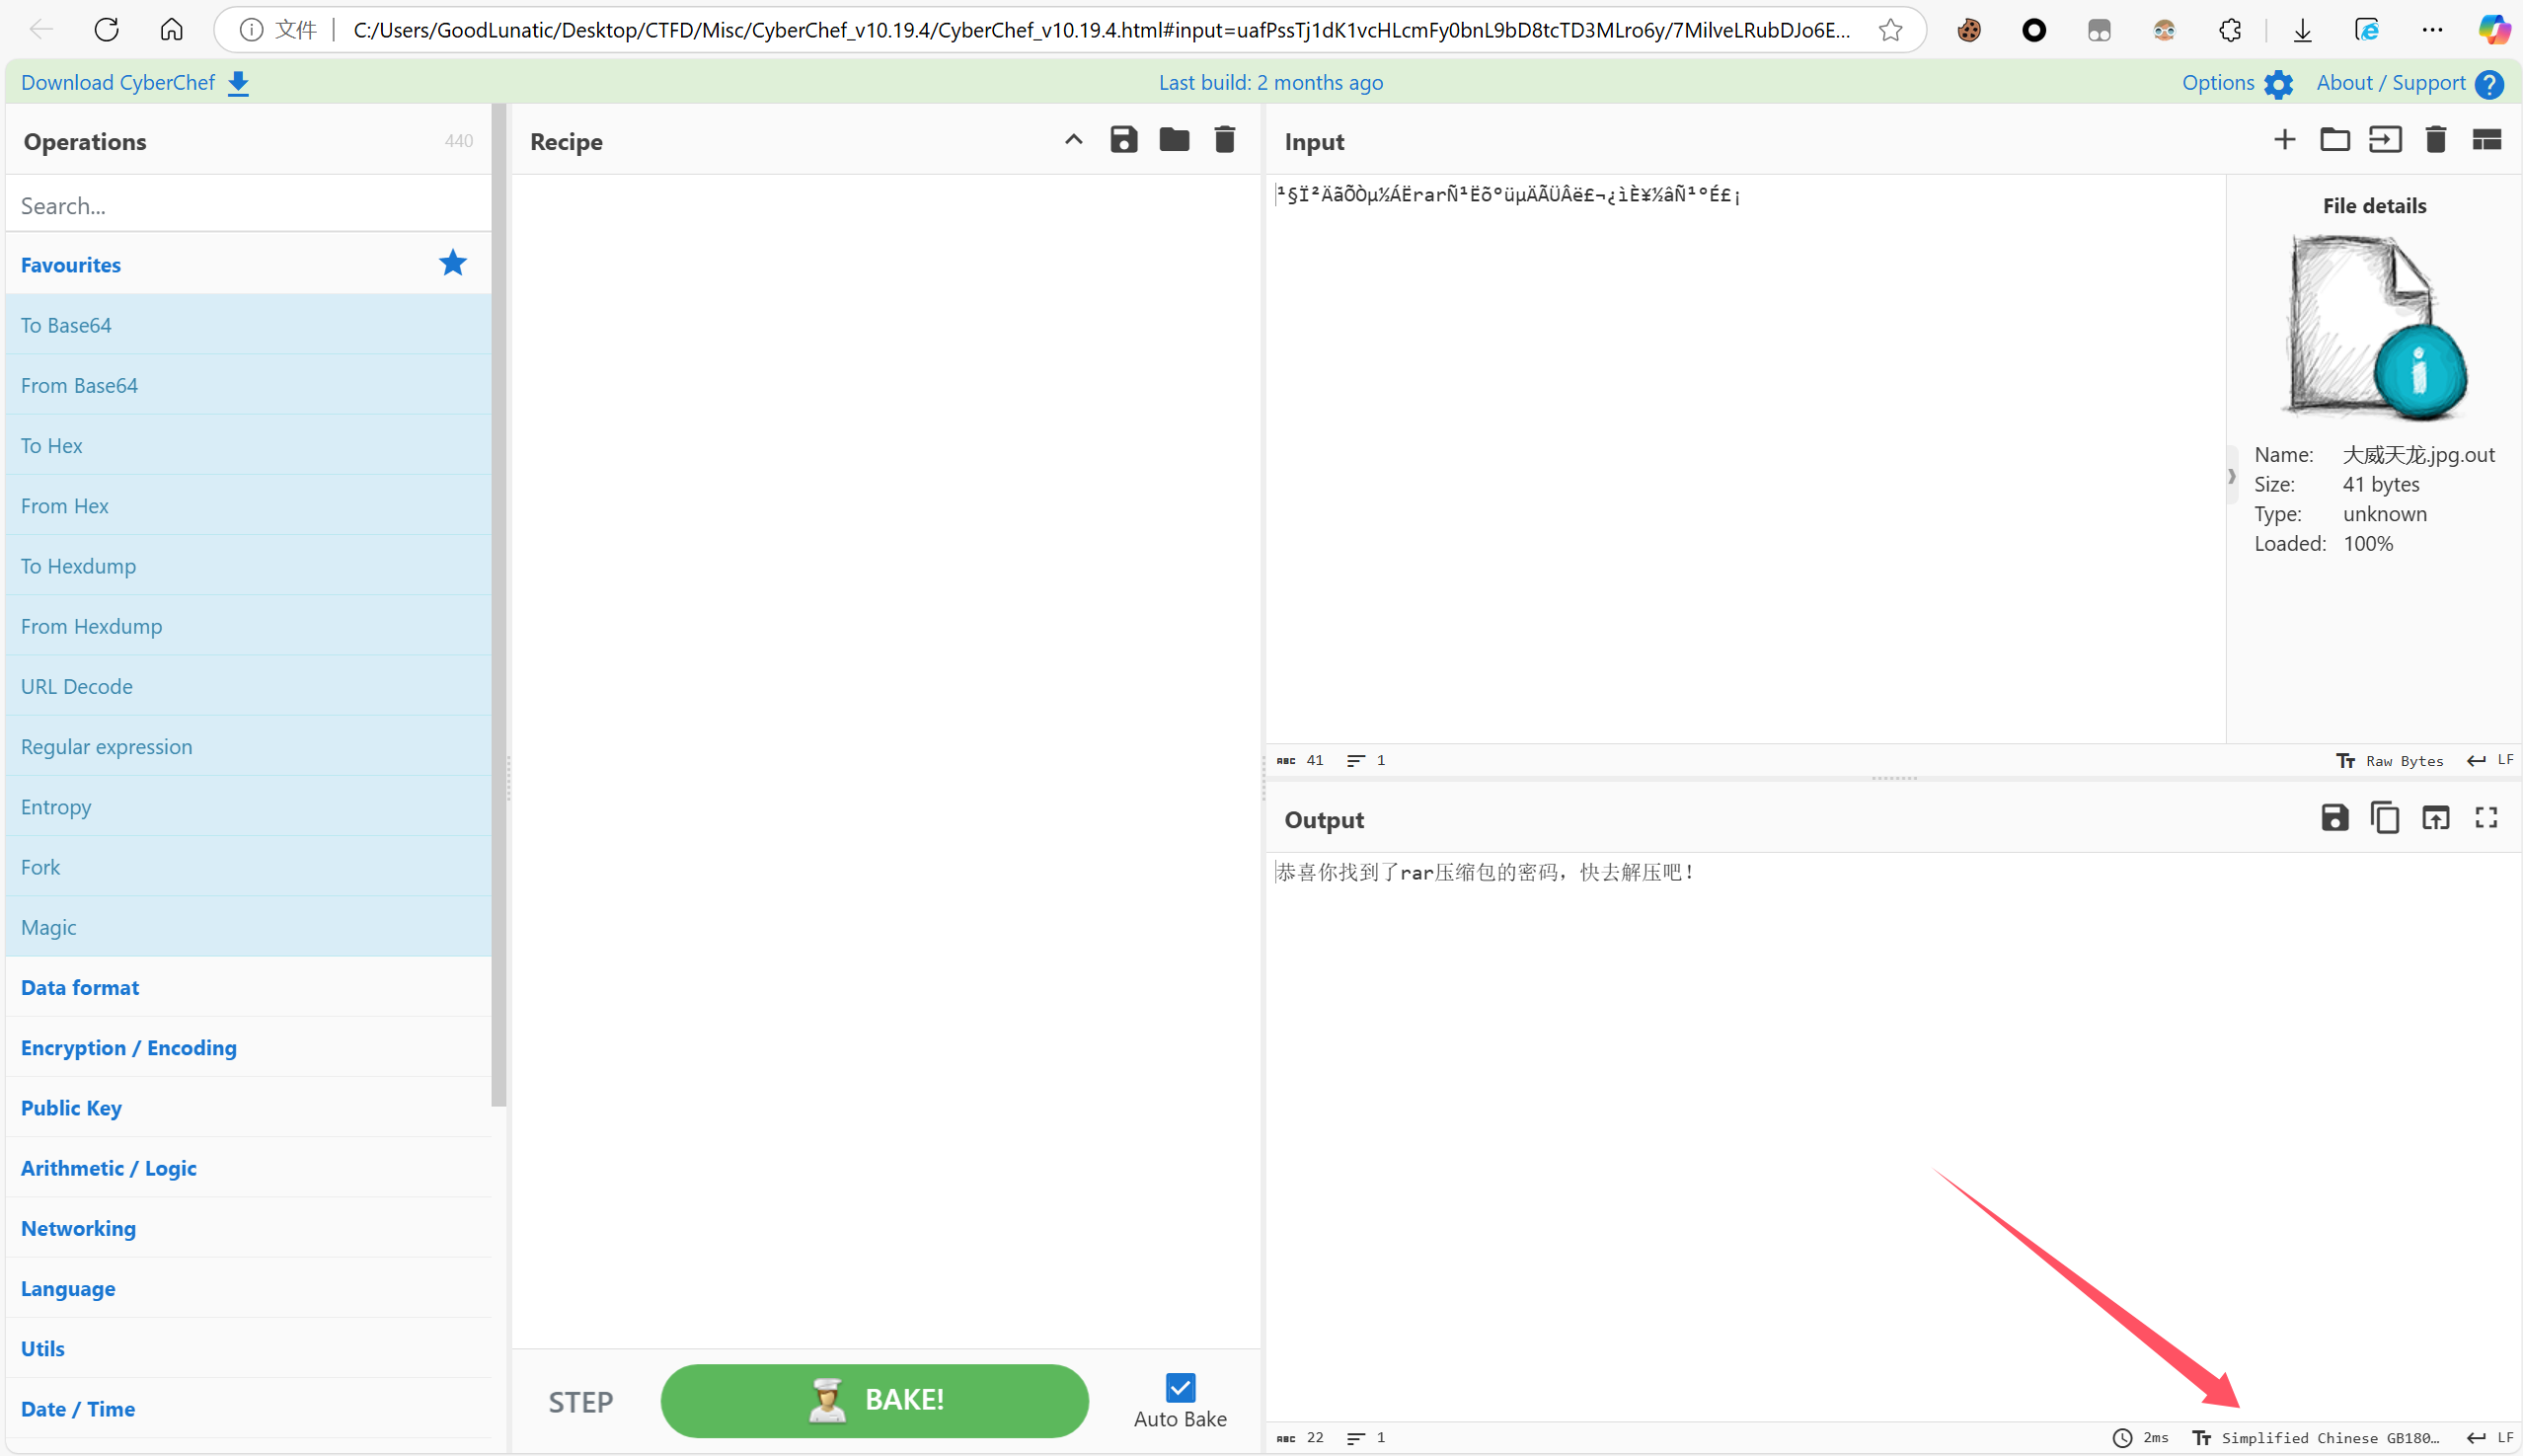 文件
C:/Users/GoodLunatic/Desktop/CTFD/Misc/CyberChef_v10.19.4/CyberChef_v10.19.4.html#input=uafPssTj1dK1vcHLcmFy0bnL9bD8tcTD3MLro6y/7MilveLRubDJo6E...
Download CyberChef
Last build: 2 months ago
Options
About / Support
Operations
440
Recipe
Input
Search...
Favourites
To Base64
From Base64
To Hex
From Hex
To Hexdump
From Hexdump
URL Decode
Regular expression
Entropy
Fork
Magic
Data format
Encryption / Encoding
Public Key
Arithmetic / Logic
Networking
Language
Utils
Date / Time
STEP
BAKE!
Auto Bake
¹§Ï²ÄãÕÒµ½ÁËrarÑ¹Ëõ°üµÄÃÜÂë£¬¿ìÈ¥½âÑ¹°É£¡
File details
Name: 大威天龙.jpg.out
Size: 41 bytes
Type: unknown
Loaded: 100%
ABC 41 1
Raw Bytes LF
Output
恭喜你找到了rar压缩包的密码，快去解压吧！
ABC 22 1
2ms Simplified Chinese GB180… LF